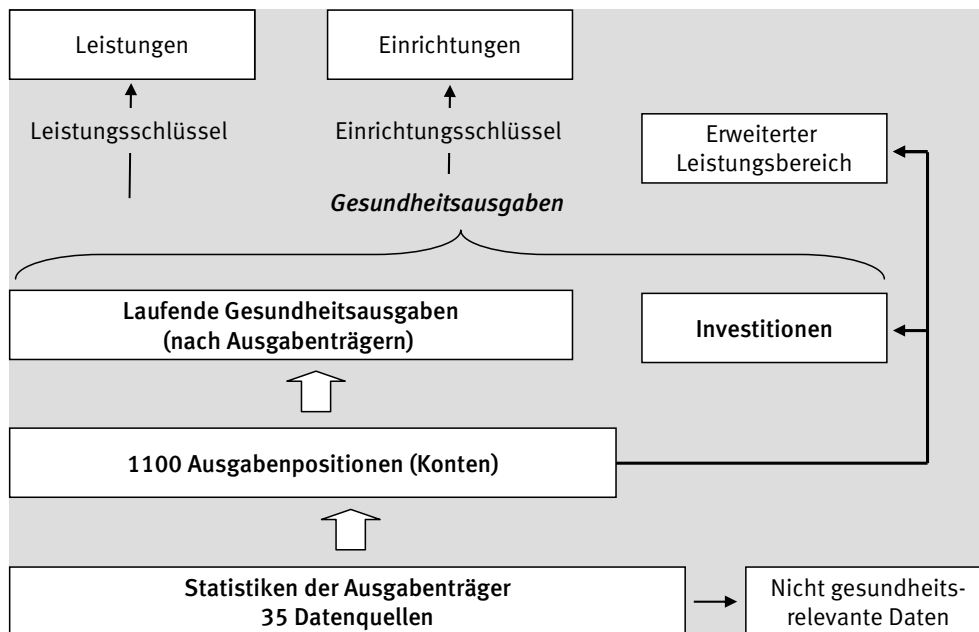 Leistungen
Einrichtungen
Leistungsschlüssel
Einrichtungsschlüssel
Erweiterter
Leistungsbereich
Gesundheitsausgaben
Laufende Gesundheitsausgaben
(nach Ausgabenträgern)
Investitionen
1100 Ausgabenpositionen (Konten)
Statistiken der Ausgabenträger
35 Datenquellen
Nicht gesundheits-
relevante Daten